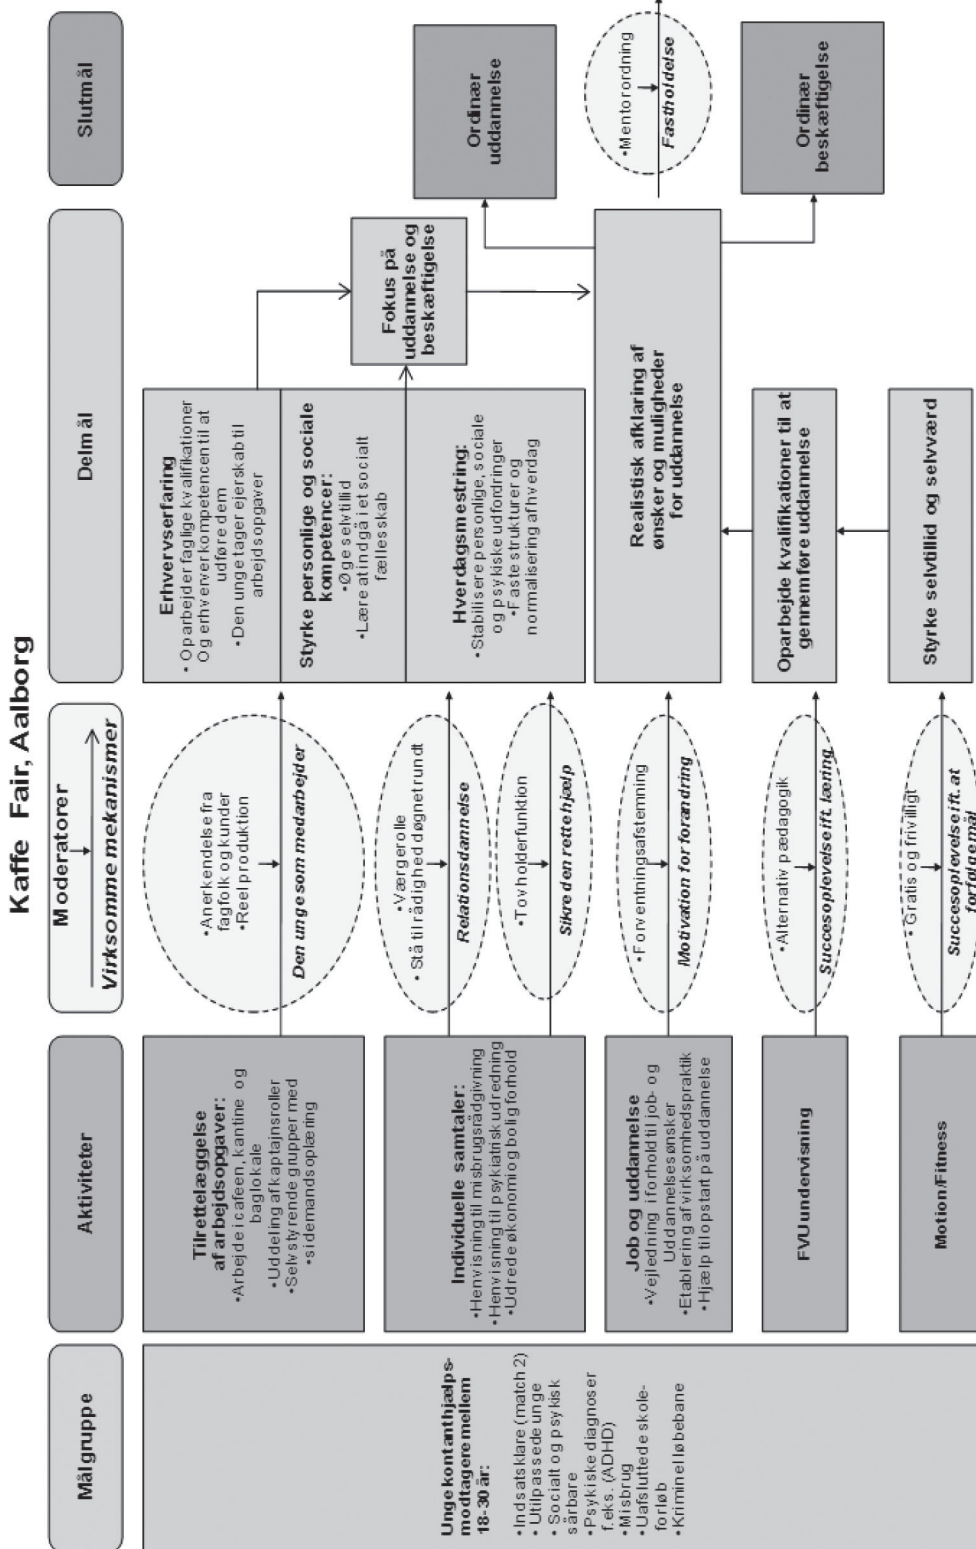 Kaffe Fair, Aalborg
Målgruppe
Aktiviteter
Moderatorer
Virksomme mekanismer
Delmål
Slutmål
Unge kontanthjælps-
modtagere mellem
18-30 år:
•Indsatsklare (match 2)
•Utilpassede unge
•Socialt og psykisk
sårbare
•Psykiske diagnoser
f.eks. (ADHD)
•Misbrug
•Uafsluttede skole-
forløb
•Kriminel løbebane
Tilrettelæggelse
af arbejdsopgaver:
•Arbejde i cafeen, kantine og
baglokale
•Uddeling af kaptajnsroller
•Selvstyrende grupper med
•sidemandsoplæring
Individuelle samtaler:
•Henvisning til misbrugsrådgivning
•Henvisning til psykiatrisk udredning
•Udrede økonomi og boligforhold
Job og uddannelse
•Vejledning i forhold til job- og
Uddannelsesønsker
•Etablering af virksomhedspraktik
•Hjælp til opstart på uddannelse
FVU undervisning
Motion/Fitness
•Anerkendelse fra
fagfolk og kunder
•Reel produktion
Den unge som medarbejder
•Værgerolle
•Stå til rådighed døgnet rundt
Relationsdannelse
•Tovholderfunktion
Sikre den rette hjælp
•Forventningsafstemning
Motivation for forandring
•Alternativ pædagogik
Succesoplevelse ift. læring
•Gratis og frivilligt
Succesoplevelse ift. at
forfølge mål
Erhvervserfaring
•Oparbejder faglige kvalifikationer
Og erhverver kompetencen til at
udføre dem
•Den unge tager ejerskab til
arbejdsopgaver
Styrke personlige og sociale
kompetencer:
•Øge selvtillid
•Lære at indgå i et socialt
fællesskab
Hverdagsmestring:
•Stabilisere personlige, sociale
og psykiske udfordringer
•Faste strukturer og
normalisering af hverdag
Fokus på
uddannelse og
beskæftigelse
Realistisk afklaring af
ønsker og muligheder
for uddannelse
Oparbejde kvalifikationer til at
gennemføre uddannelse
Styrke selvtillid og selvværd
Ordinær
uddannelse
•Mentorordning
Fastholdelse
Ordinær
beskæftigelse